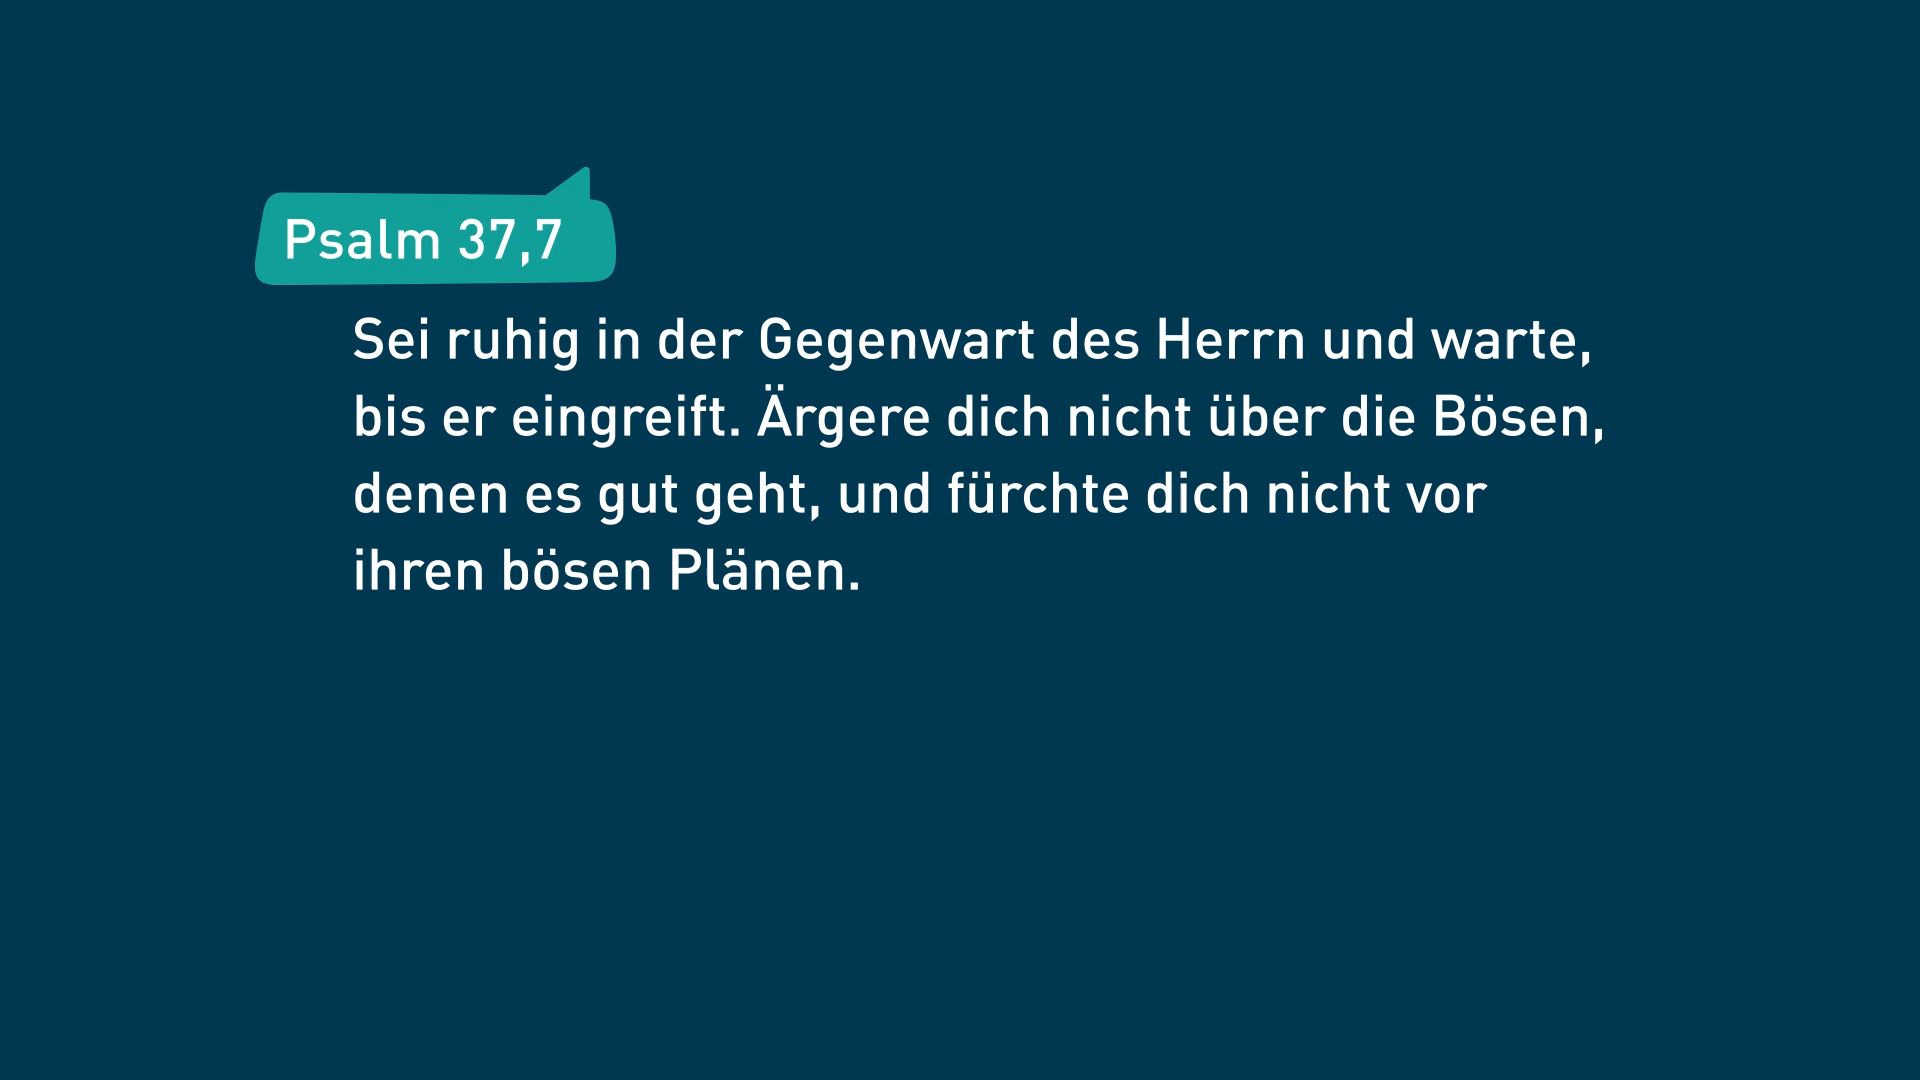 Psalm 37,7
Sei ruhig in der Gegenwart des Herrn und warte,
bis er eingreift. Ärgere dich nicht über die Bösen,
denen es gut geht, und fürchte dich nicht vor
ihren bösen Plänen.